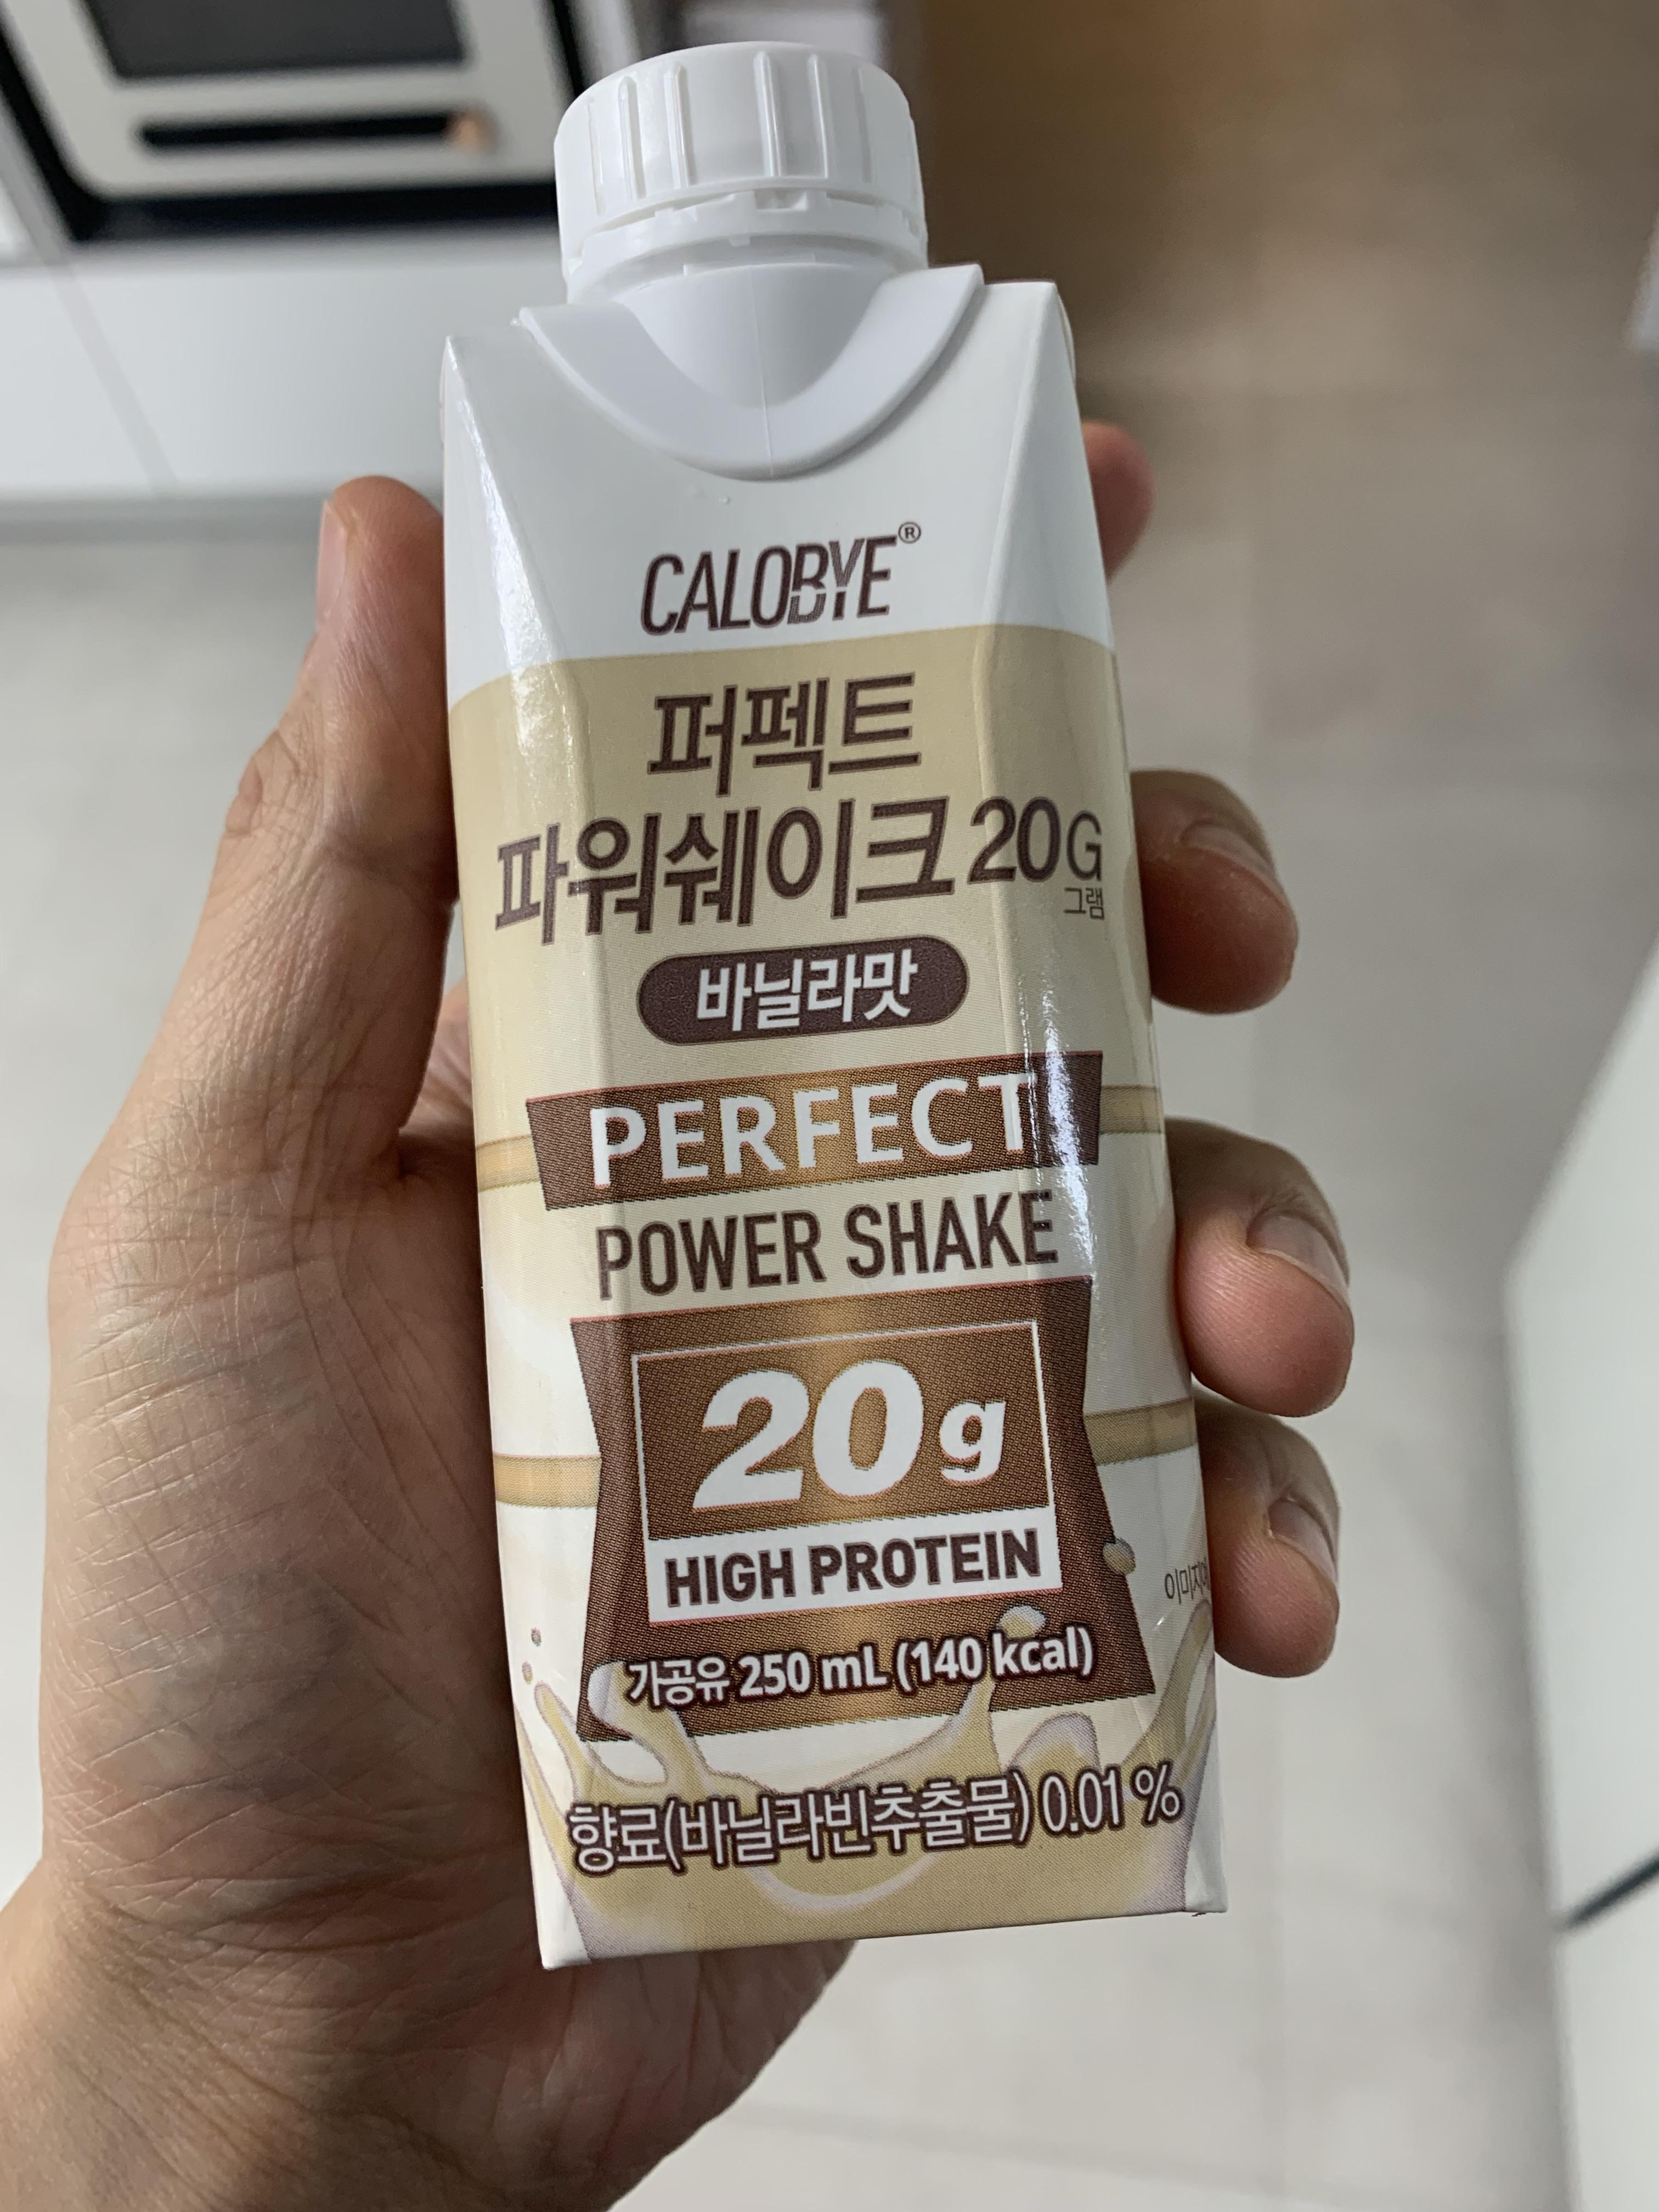 CALOBYE®
퍼펙트
파워쉐이크 20G
그램
바닐라맛
PERFECT
POWER SHAKE
20g
HIGH PROTEIN
가공유 250 mL (140 kcal)
향료(바닐라빈추출물) 0.01 %